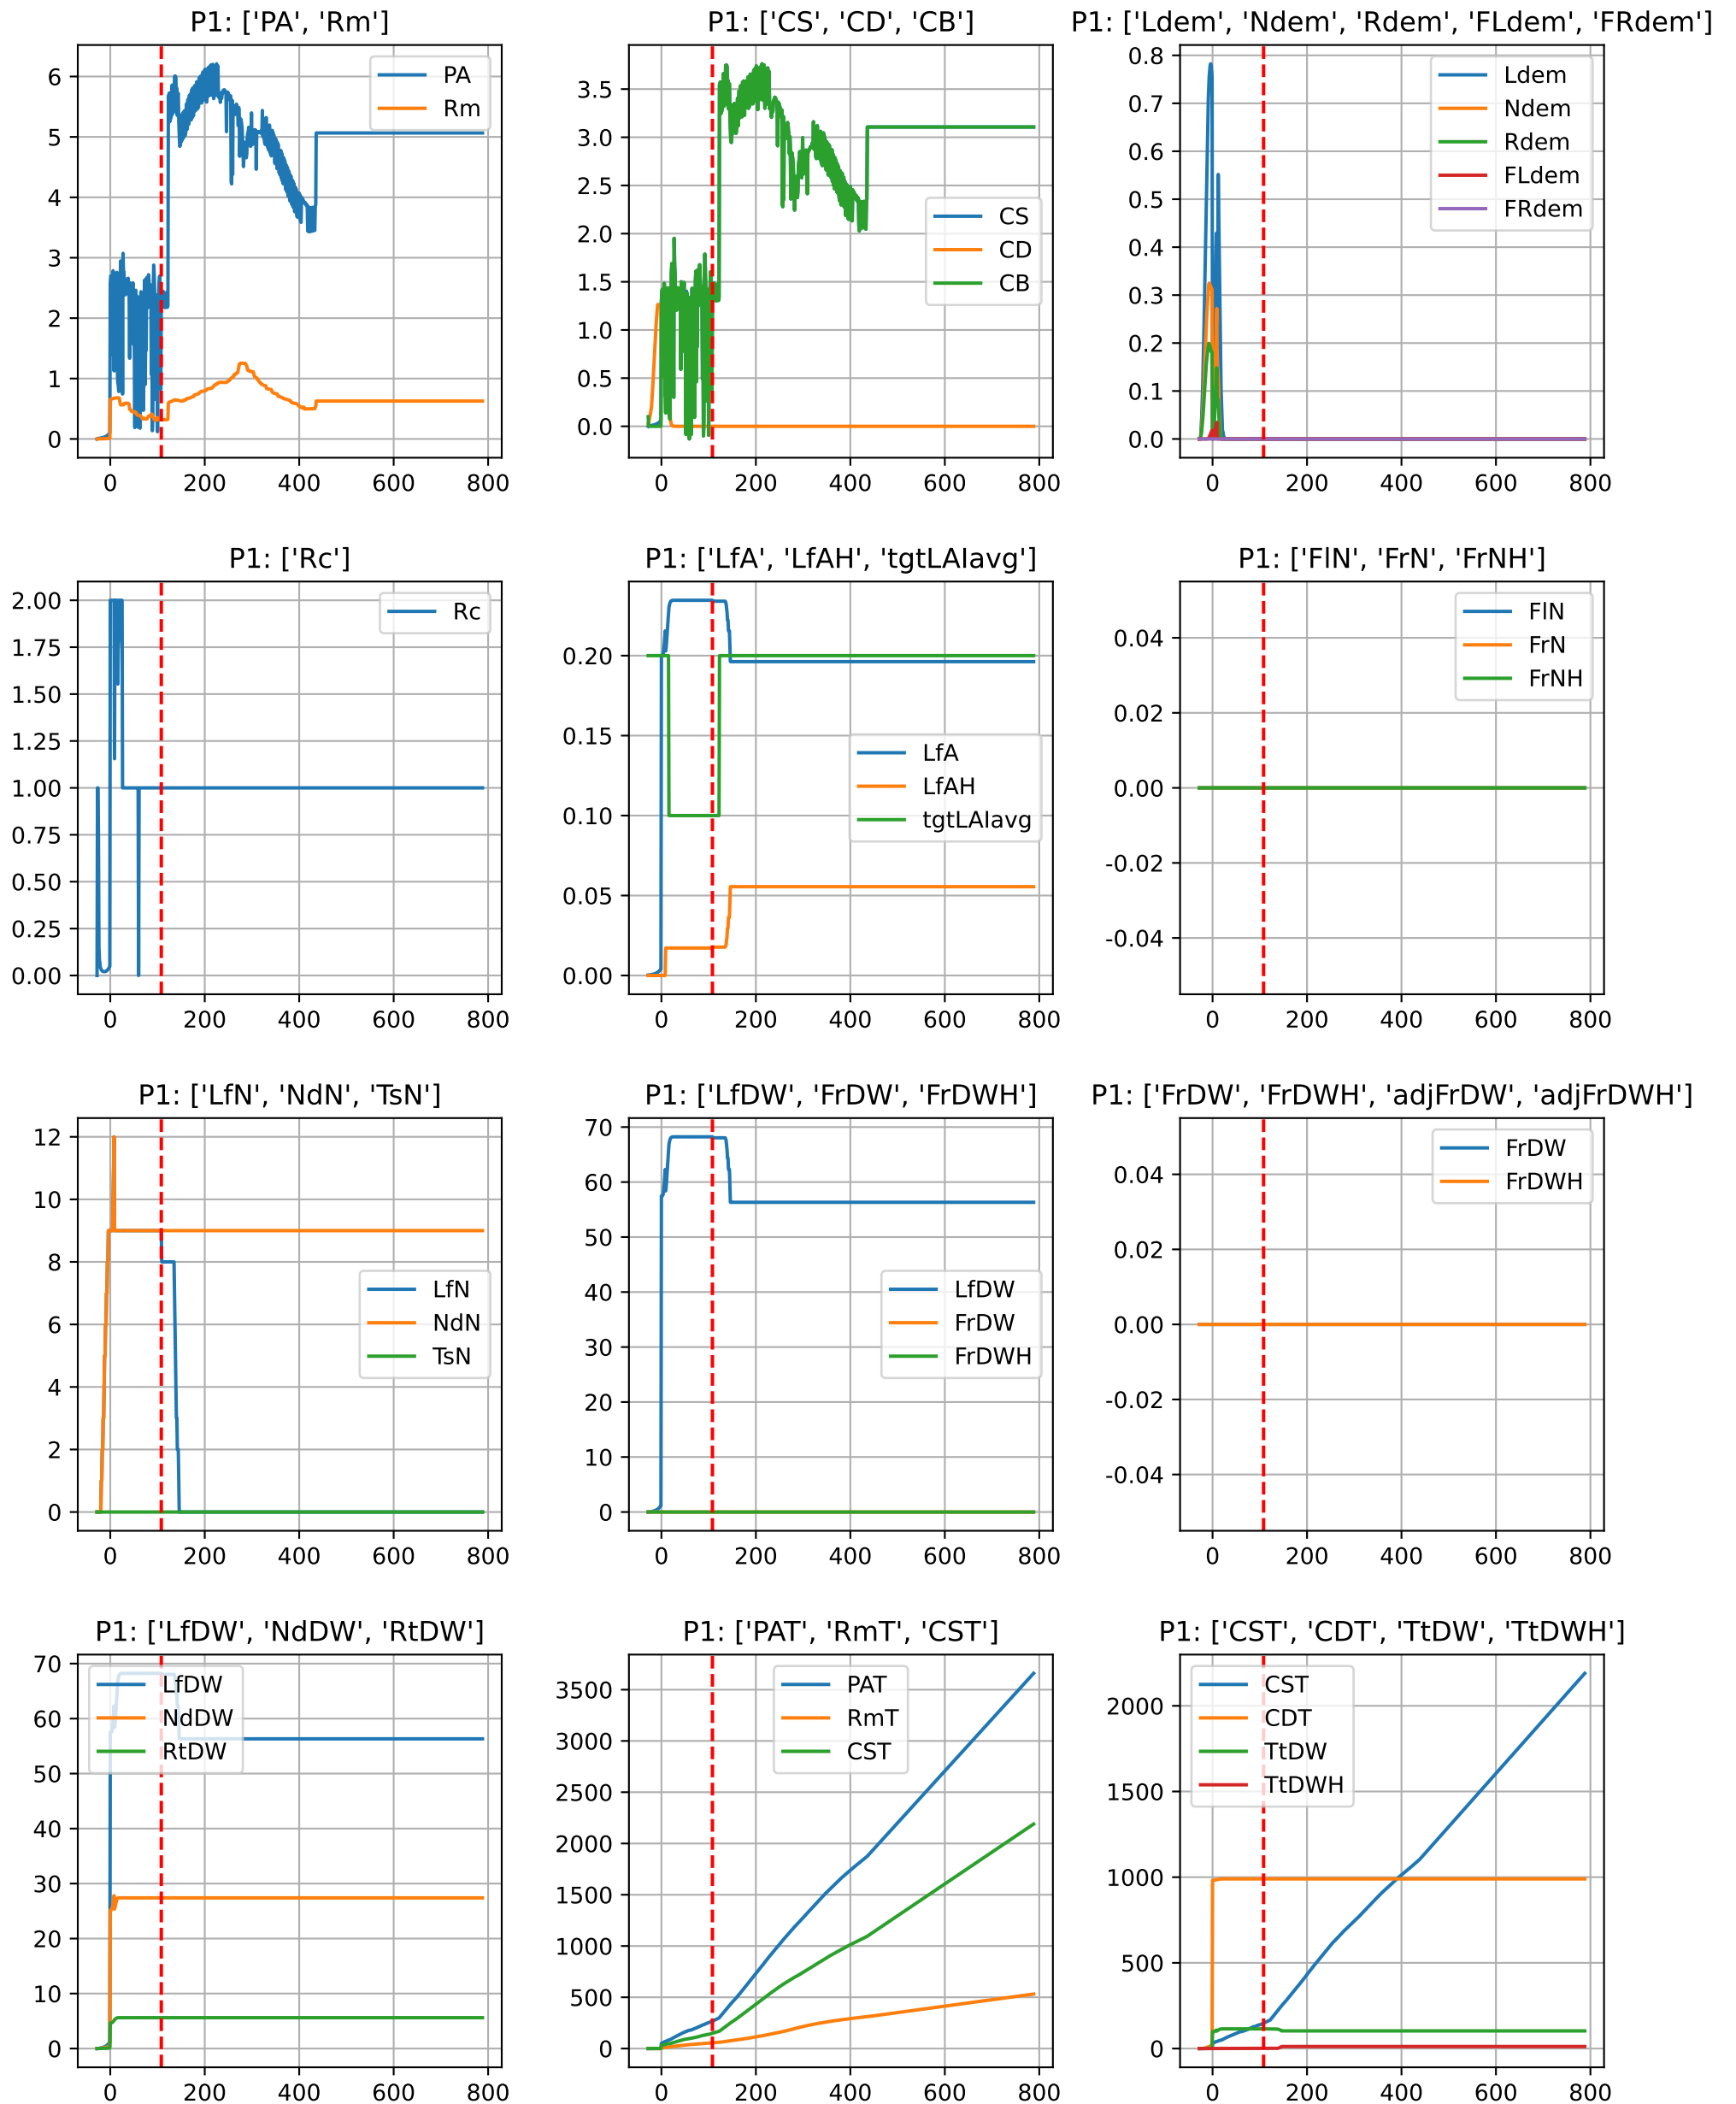 P1: ['PA', 'Rm']
6
5
4
3
2
1
0
0 200 400 600 800
PA
Rm
P1: ['CS', 'CD', 'CB']
3.5
3.0
2.5
2.0
1.5
1.0
0.5
0.0
0 200 400 600 800
CS
CD
CB
P1: ['Ldem', 'Ndem', 'Rdem', 'FLdem', 'FRdem']
0.8
0.7
0.6
0.5
0.4
0.3
0.2
0.1
0.0
0 200 400 600 800
Ldem
Ndem
Rdem
FLdem
FRdem
P1: ['Rc']
2.00
1.75
1.50
1.25
1.00
0.75
0.50
0.25
0.00
0 200 400 600 800
Rc
P1: ['LfA', 'LfAH', 'tgtLAIavg']
0.20
0.15
0.10
0.05
0.00
0 200 400 600 800
LfA
LfAH
tgtLAIavg
P1: ['FlN', 'FrN', 'FrNH']
0.04
0.02
0.00
-0.02
-0.04
0 200 400 600 800
FlN
FrN
FrNH
P1: ['LfN', 'NdN', 'TsN']
12
10
8
6
4
2
0
0 200 400 600 800
LfN
NdN
TsN
P1: ['LfDW', 'FrDW', 'FrDWH']
70
60
50
40
30
20
10
0
0 200 400 600 800
LfDW
FrDW
FrDWH
P1: ['FrDW', 'FrDWH', 'adjFrDW', 'adjFrDWH']
0.04
0.02
0.00
-0.02
-0.04
0 200 400 600 800
FrDW
FrDWH
P1: ['LfDW', 'NdDW', 'RtDW']
70
60
50
40
30
20
10
0
0 200 400 600 800
LfDW
NdDW
RtDW
P1: ['PAT', 'RmT', 'CST']
3500
3000
2500
2000
1500
1000
500
0
0 200 400 600 800
PAT
RmT
CST
P1: ['CST', 'CDT', 'TtDW', 'TtDWH']
2000
1500
1000
500
0
0 200 400 600 800
CST
CDT
TtDW
TtDWH